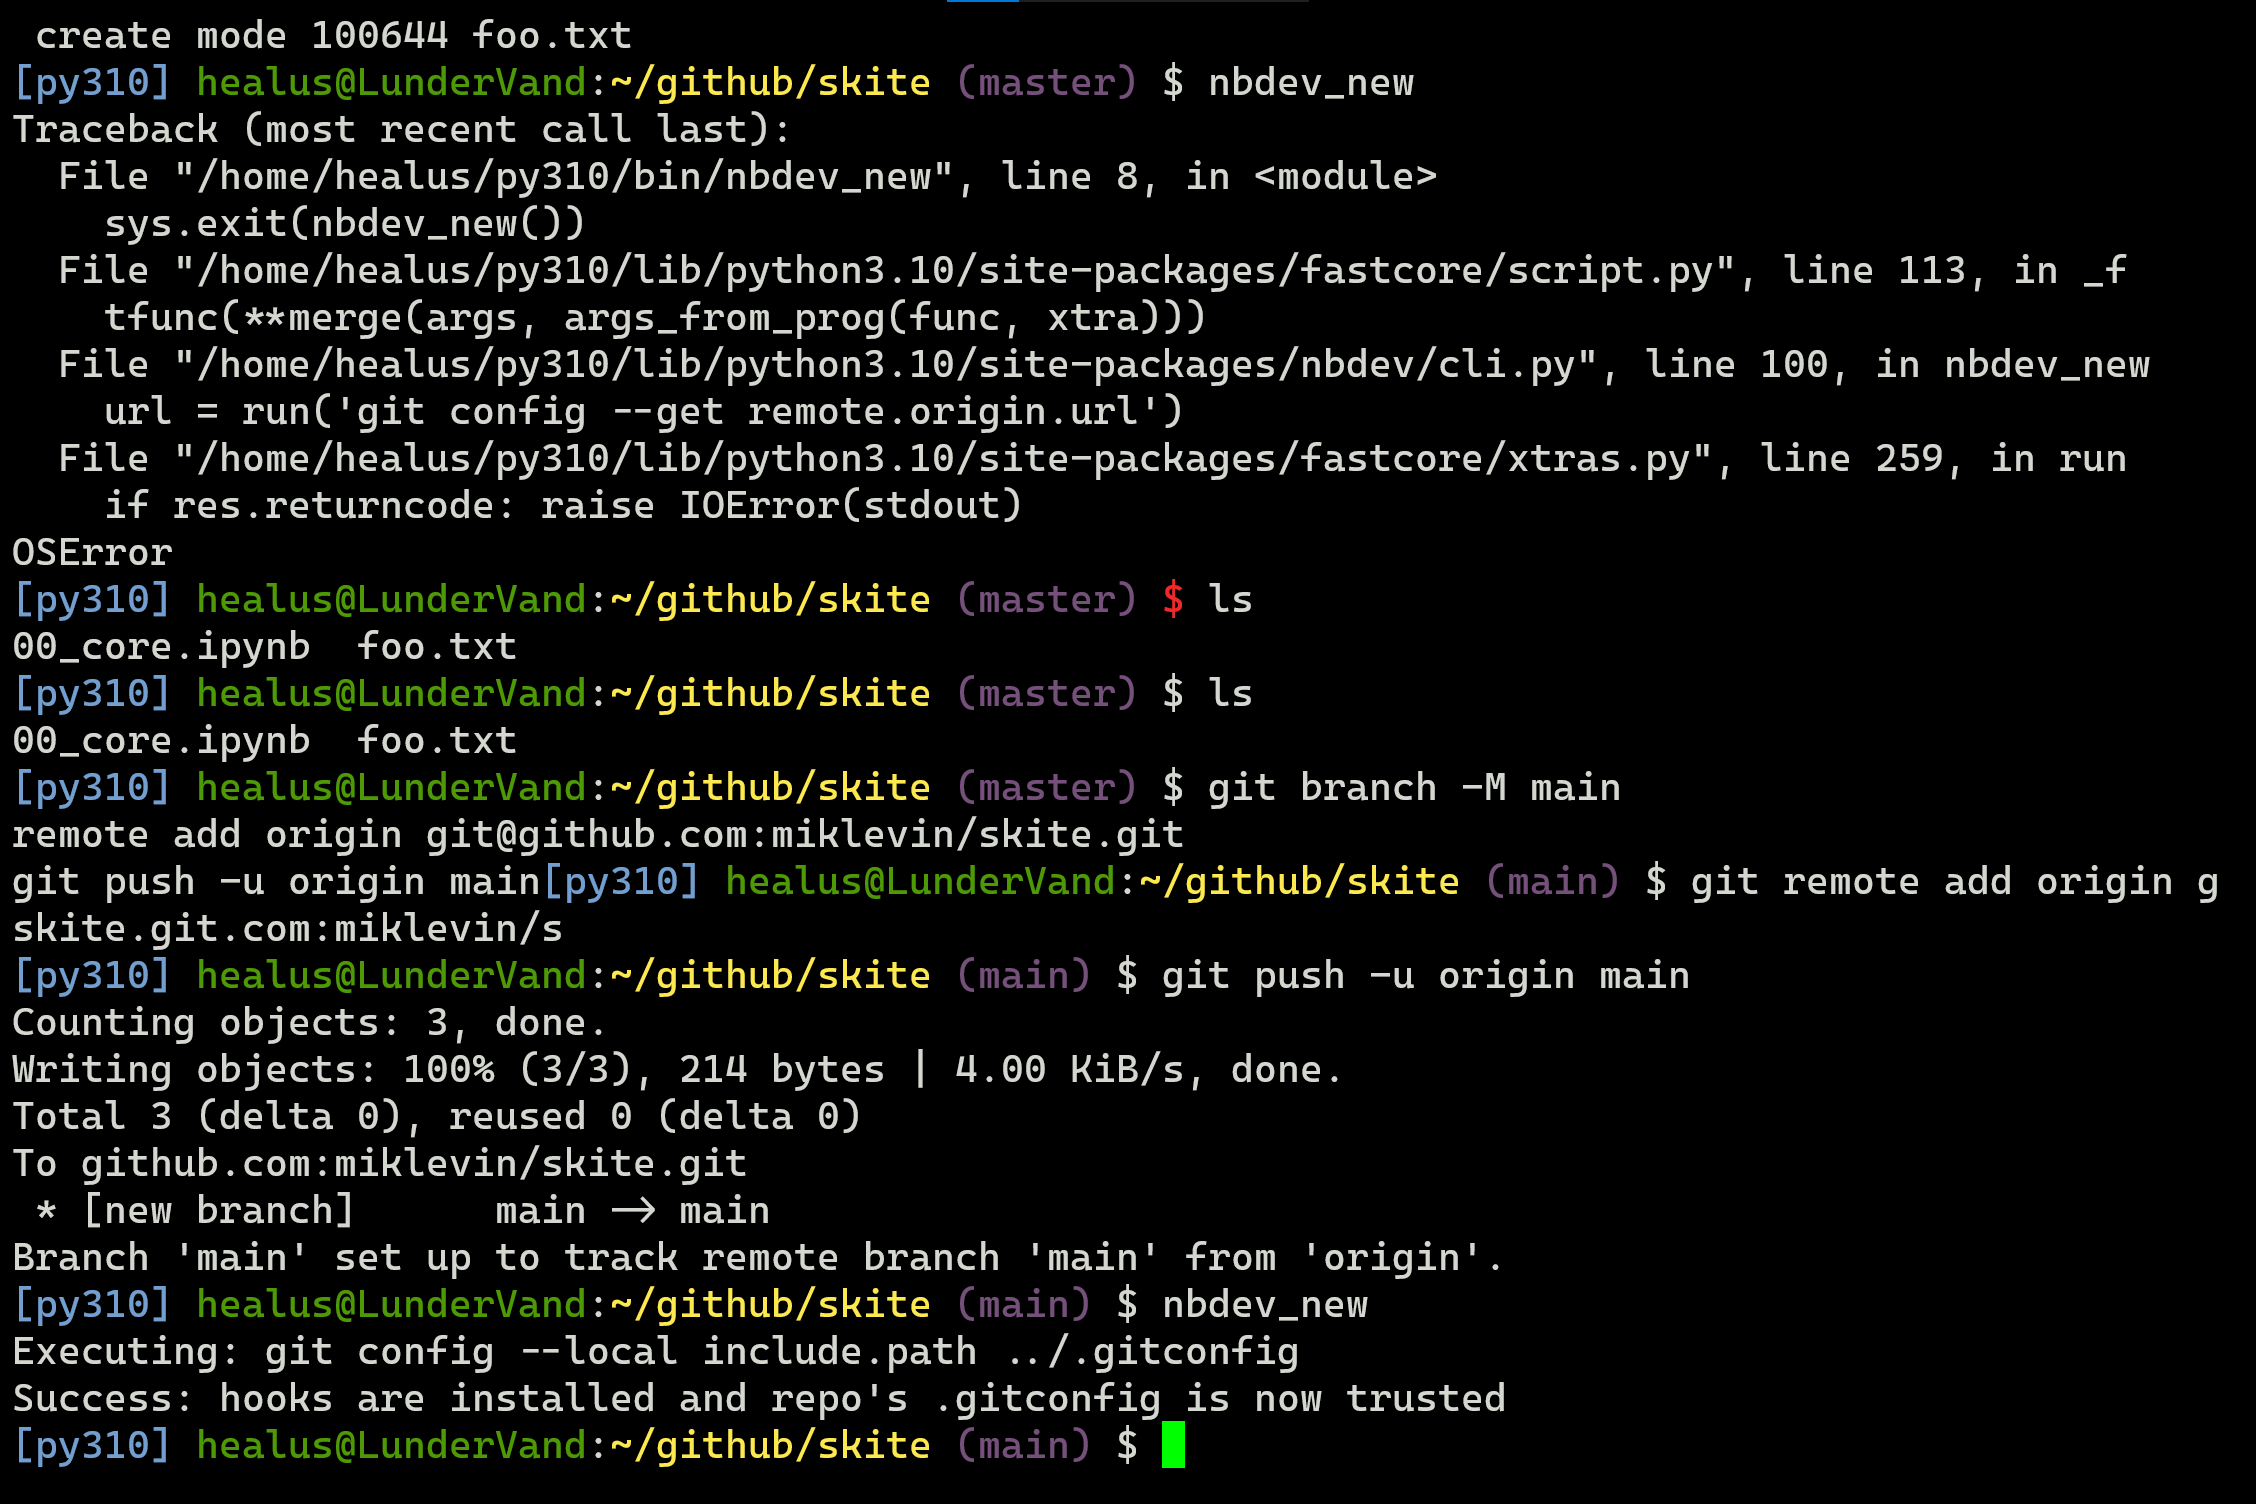 create mode 100644 foo.txt
[py310] healus@LunderVand:~/github/skite (master) $ nbdev_new
Traceback (most recent call last):
  File "/home/healus/py310/bin/nbdev_new", line 8, in <module>
    sys.exit(nbdev_new())
  File "/home/healus/py310/lib/python3.10/site-packages/fastcore/script.py", line 113, in _f
    tfunc(**merge(args, args_from_prog(func, xtra)))
  File "/home/healus/py310/lib/python3.10/site-packages/nbdev/cli.py", line 100, in nbdev_new
    url = run('git config --get remote.origin.url')
  File "/home/healus/py310/lib/python3.10/site-packages/fastcore/xtras.py", line 259, in run
    if res.returncode: raise IOError(stdout)
OSError
[py310] healus@LunderVand:~/github/skite (master) $ ls
00_core.ipynb  foo.txt
[py310] healus@LunderVand:~/github/skite (master) $ ls
00_core.ipynb  foo.txt
[py310] healus@LunderVand:~/github/skite (master) $ git branch -M main
remote add origin git@github.com:miklevin/skite.git
git push -u origin main[py310] healus@LunderVand:~/github/skite (main) $ git remote add origin g
skite.git.com:miklevin/s
[py310] healus@LunderVand:~/github/skite (main) $ git push -u origin main
Counting objects: 3, done.
Writing objects: 100% (3/3), 214 bytes | 4.00 KiB/s, done.
Total 3 (delta 0), reused 0 (delta 0)
To github.com:miklevin/skite.git
 * [new branch]      main -> main
Branch 'main' set up to track remote branch 'main' from 'origin'.
[py310] healus@LunderVand:~/github/skite (main) $ nbdev_new
Executing: git config --local include.path ../.gitconfig
Success: hooks are installed and repo's .gitconfig is now trusted
[py310] healus@LunderVand:~/github/skite (main) $